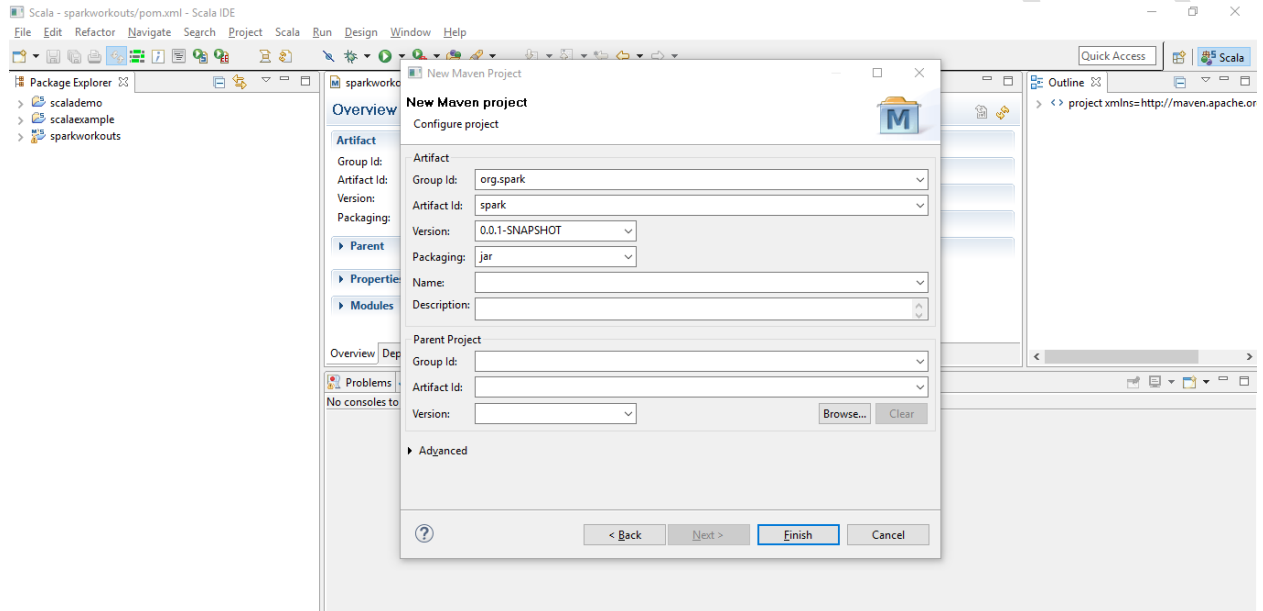 Scala - sparkworkouts/pom.xml - Scala IDE
File Edit Refactor Navigate Search Project Scala Run Design Window Help
Quick Access
Scala
Package Explorer
scalademo
scalaexample
sparkworkouts
sparkworko
Overview
Artifact
Group Id:
Artifact Id:
Version:
Packaging:
Parent
Propertie
Modules
Overview Dep
Problems
No consoles to
New Maven Project
New Maven project
Configure project
M
Artifact
Group Id: org.spark
Artifact Id: spark
Version: 0.0.1-SNAPSHOT
Packaging: jar
Name:
Description:
Parent Project
Group Id:
Artifact Id:
Version:
Browse... Clear
Advanced
< Back Next > Finish Cancel
Outline
project xmlns=http://maven.apache.or